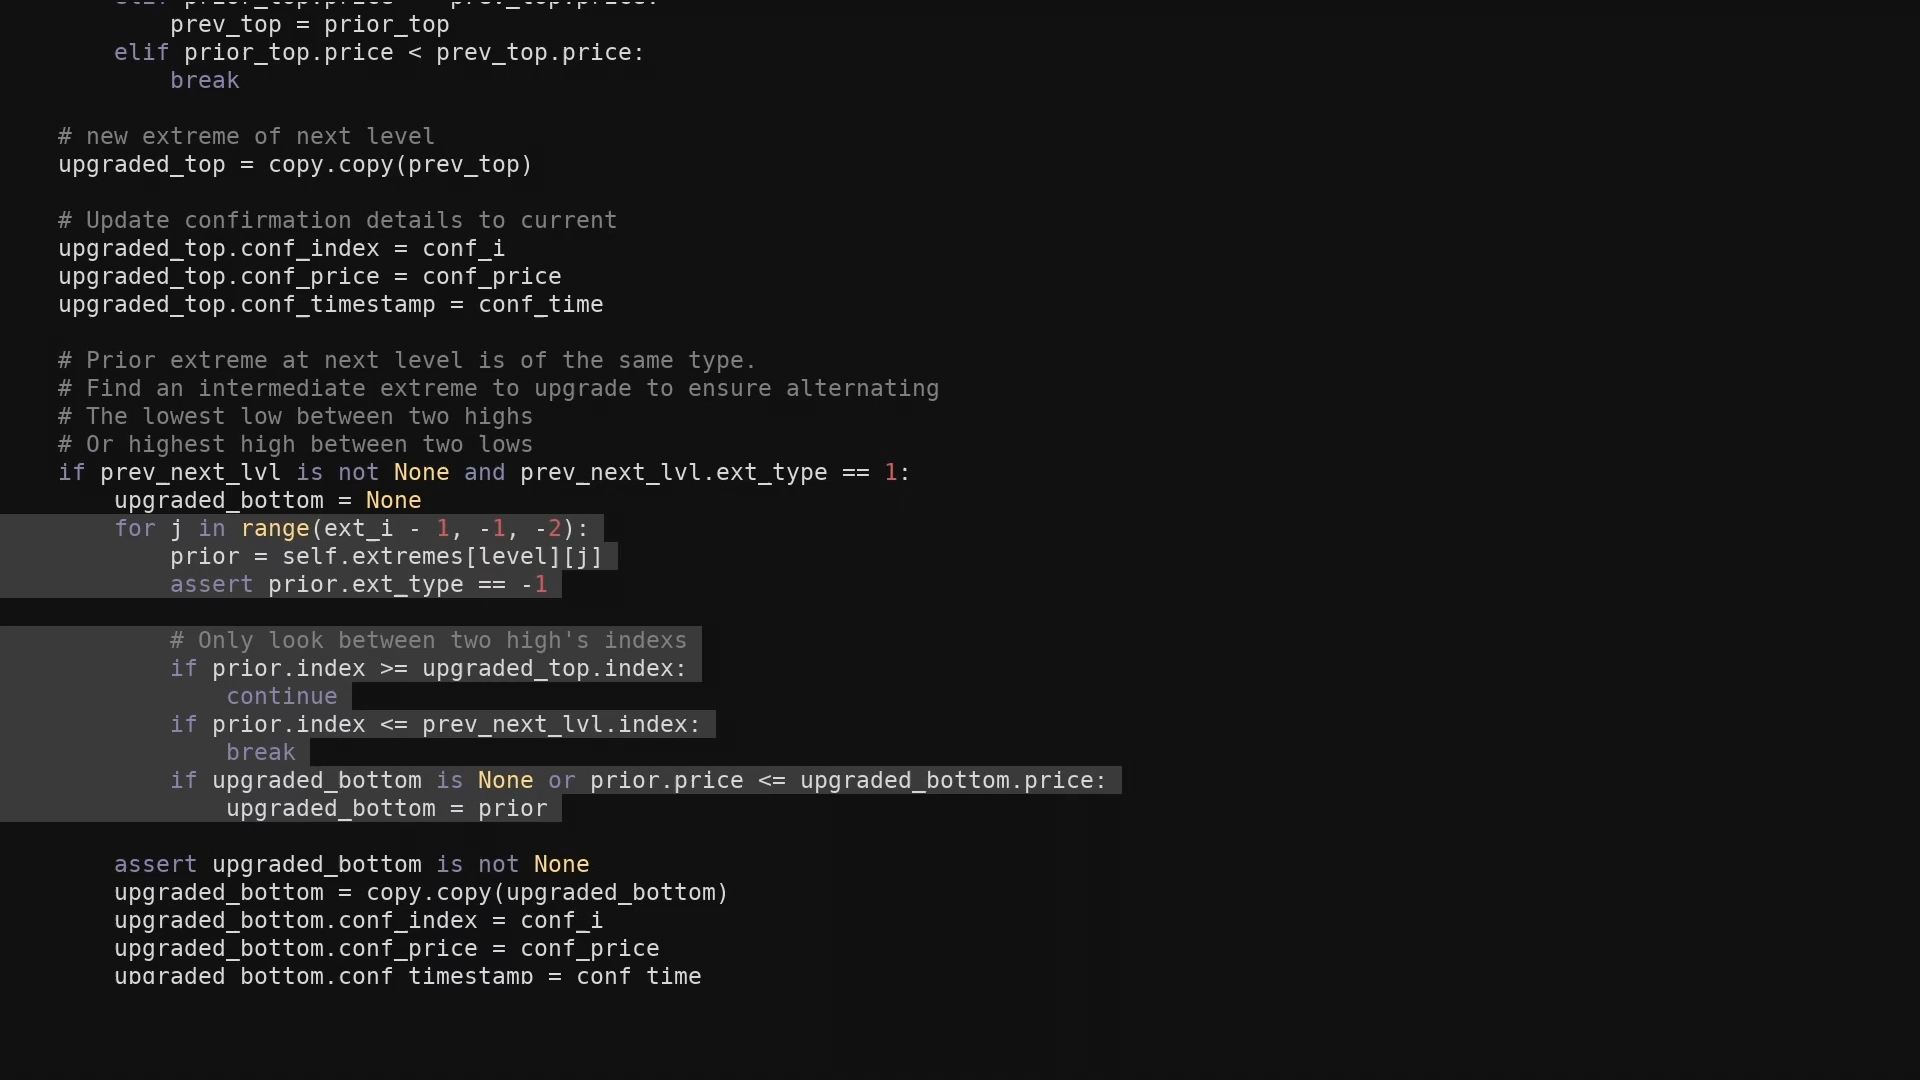 prev_top = prior_top
elif prior_top.price < prev_top.price:
break
# new extreme of next level
upgraded_top = copy.copy(prev_top)
# Update confirmation details to current
upgraded_top.conf_index = conf_i
upgraded_top.conf_price = conf_price
upgraded_top.conf_timestamp = conf_time
# Prior extreme at next level is of the same type.
# Find an intermediate extreme to upgrade to ensure alternating
# The lowest low between two highs
# Or highest high between two lows
if prev_next_lvl is not None and prev_next_lvl.ext_type == 1:
upgraded_bottom = None
for j in range(ext_i - 1, -1, -2):
prior = self.extremes[level][j]
assert prior.ext_type == -1
# Only look between two high's indexs
if prior.index >= upgraded_top.index:
continue
if prior.index <= prev_next_lvl.index:
break
if upgraded_bottom is None or prior.price <= upgraded_bottom.price:
upgraded_bottom = prior
assert upgraded_bottom is not None
upgraded_bottom = copy.copy(upgraded_bottom)
upgraded_bottom.conf_index = conf_i
upgraded_bottom.conf_price = conf_price
upgraded_bottom.conf_timestamp = conf_time